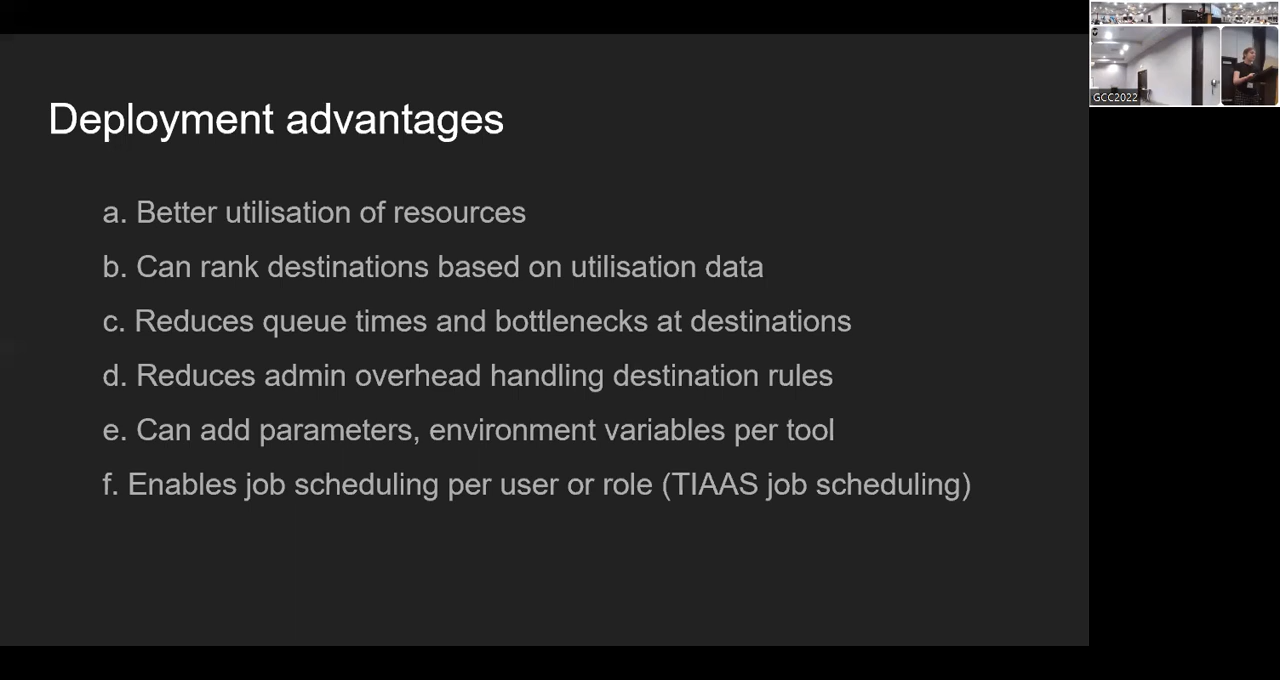 Deployment advantages
a. Better utilisation of resources
b. Can rank destinations based on utilisation data
c. Reduces queue times and bottlenecks at destinations
d. Reduces admin overhead handling destination rules
e. Can add parameters, environment variables per tool
f. Enables job scheduling per user or role (TIAAS job scheduling)
GCC2022